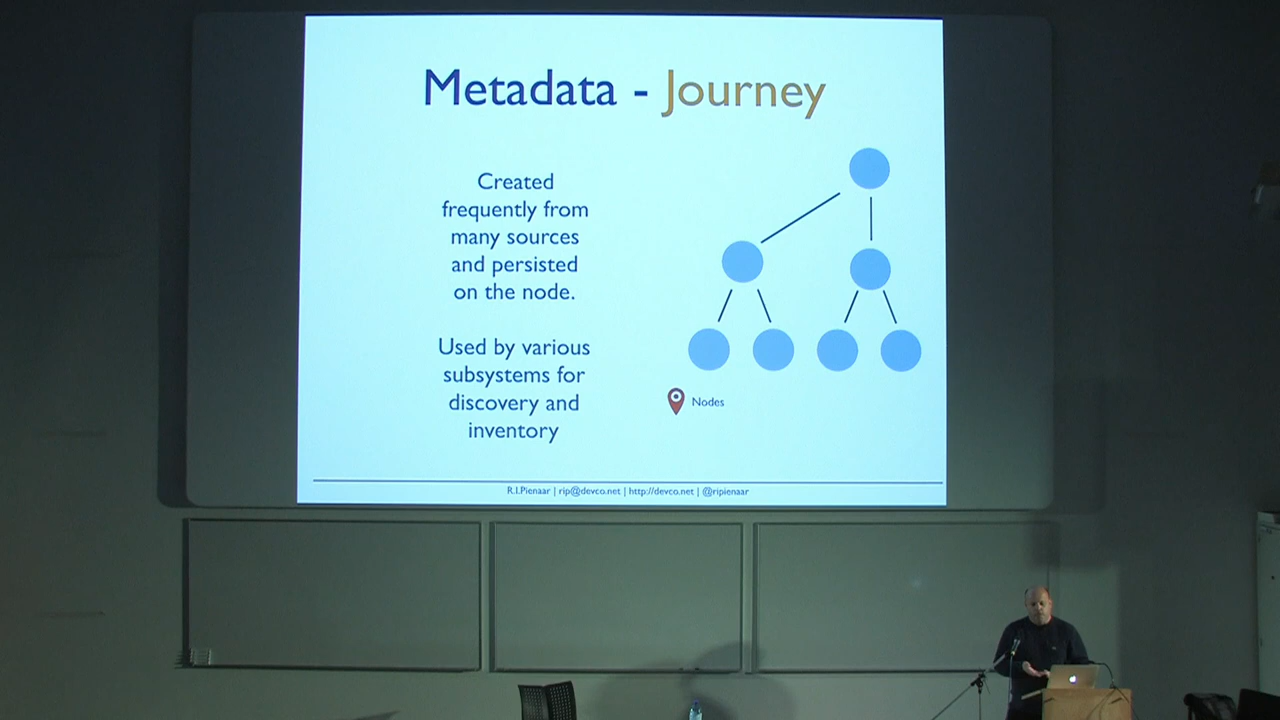 Metadata - Journey
Created
frequently from
many sources
and persisted
on the node.
Used by various
subsystems for
discovery and
inventory
Nodes
R.I.Pienaar | rip@devco.net | http://devco.net | @ripienaar